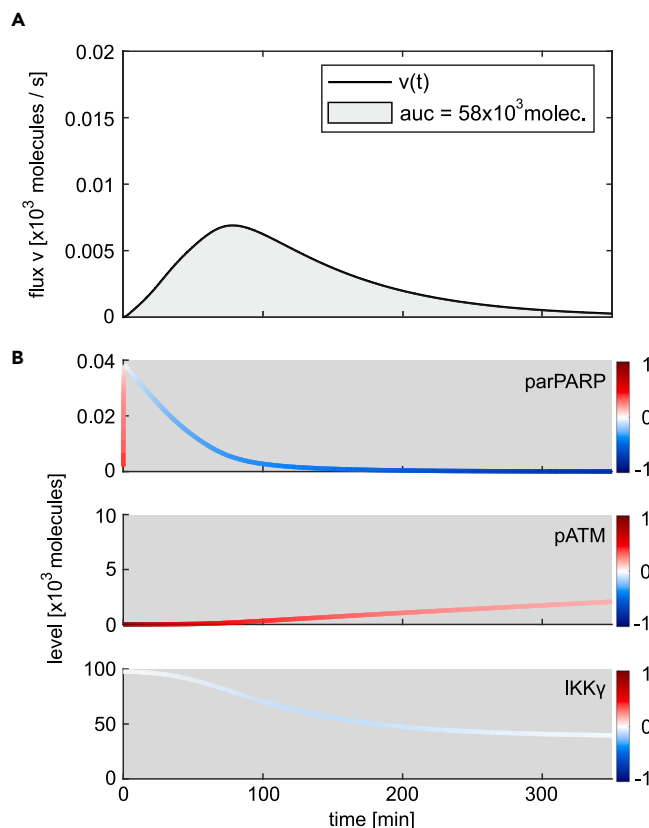 A
flux v [x10³ molecules / s]
0.02
0.015
0.01
0.005
0
v(t)
auc = 58x10³molec.
B
level [x10³ molecules]
0.04
0.02
0
parPARP
1
0
-1
10
5
0
pATM
1
0
-1
100
50
0
IKKγ
1
0
-1
0 100 200 300
time [min]